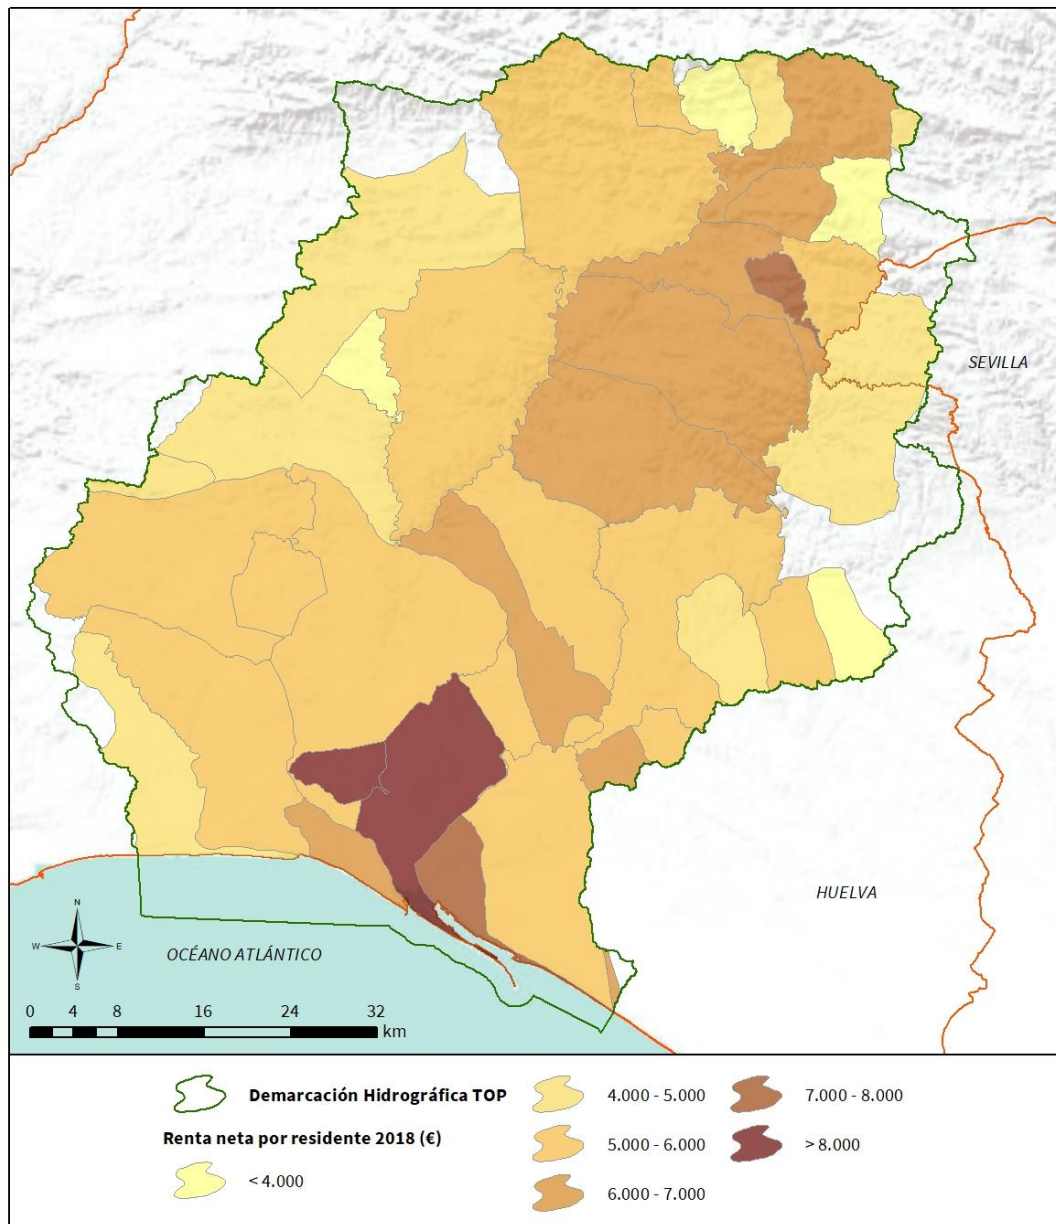 SEVILLA
HUELVA
OCÉANO ATLÁNTICO
N
W E
S
0 4 8 16 24 32
km
Demarcación Hidrográfica TOP
Renta neta por residente 2018 (€)
< 4.000
4.000 - 5.000
5.000 - 6.000
6.000 - 7.000
7.000 - 8.000
> 8.000